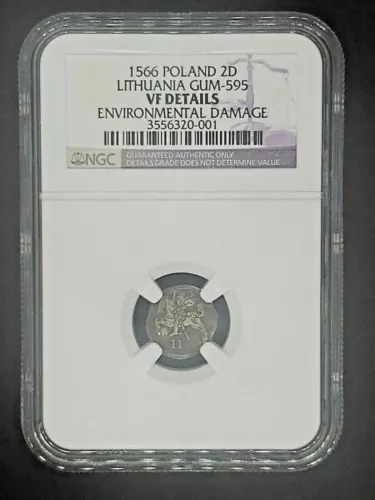 1566 POLAND 2D
LITHUANIA GUM-595
VF DETAILS
ENVIRONMENTAL DAMAGE
3556320-001
NGC
GUARANTEED AUTHENTIC ONLY.
DETAILS GRADE DOES NOT DETERMINE VALUE
II